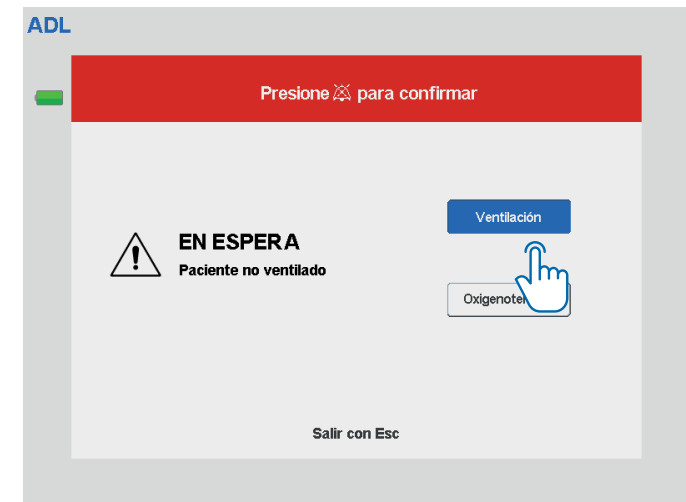 ADL
Presione para confirmar
Ventilación
EN ESPERA
Paciente no ventilado
Salir con Esc